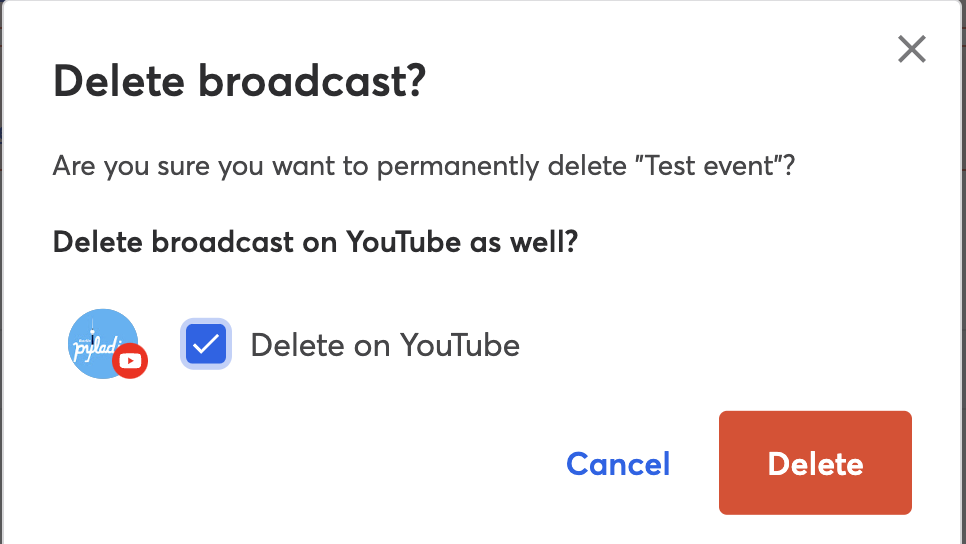 Delete broadcast?
Are you sure you want to permanently delete "Test event"?
Delete broadcast on YouTube as well?
Delete on YouTube
Cancel
Delete